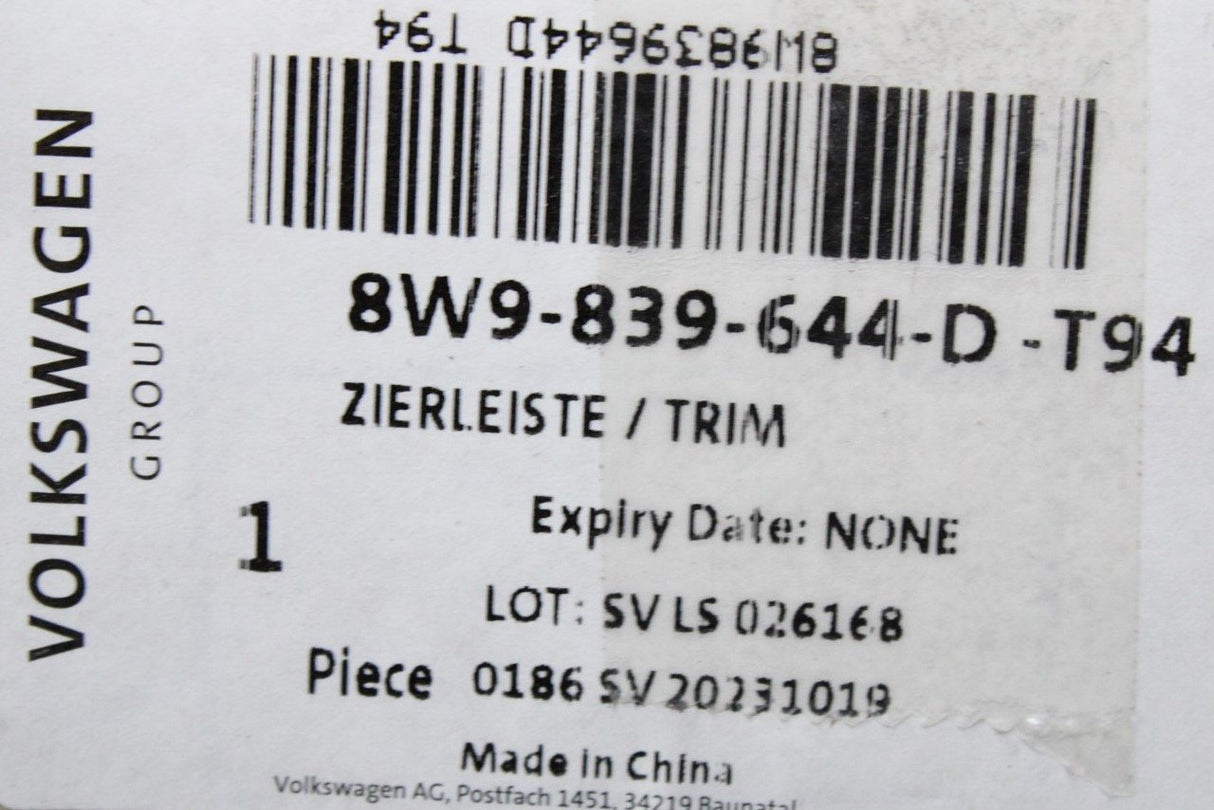 8W9839644D T94
VOLKSWAGEN
GROUP
8W9-839-644-D -T94
ZIERLEISTE / TRIM
1
Expiry Date: NONE
LOT: SV LS 026168
Piece 0186 SV 20231019
Made in China
Volkswagen AG, Postfach 1451, 34219 Baunatal